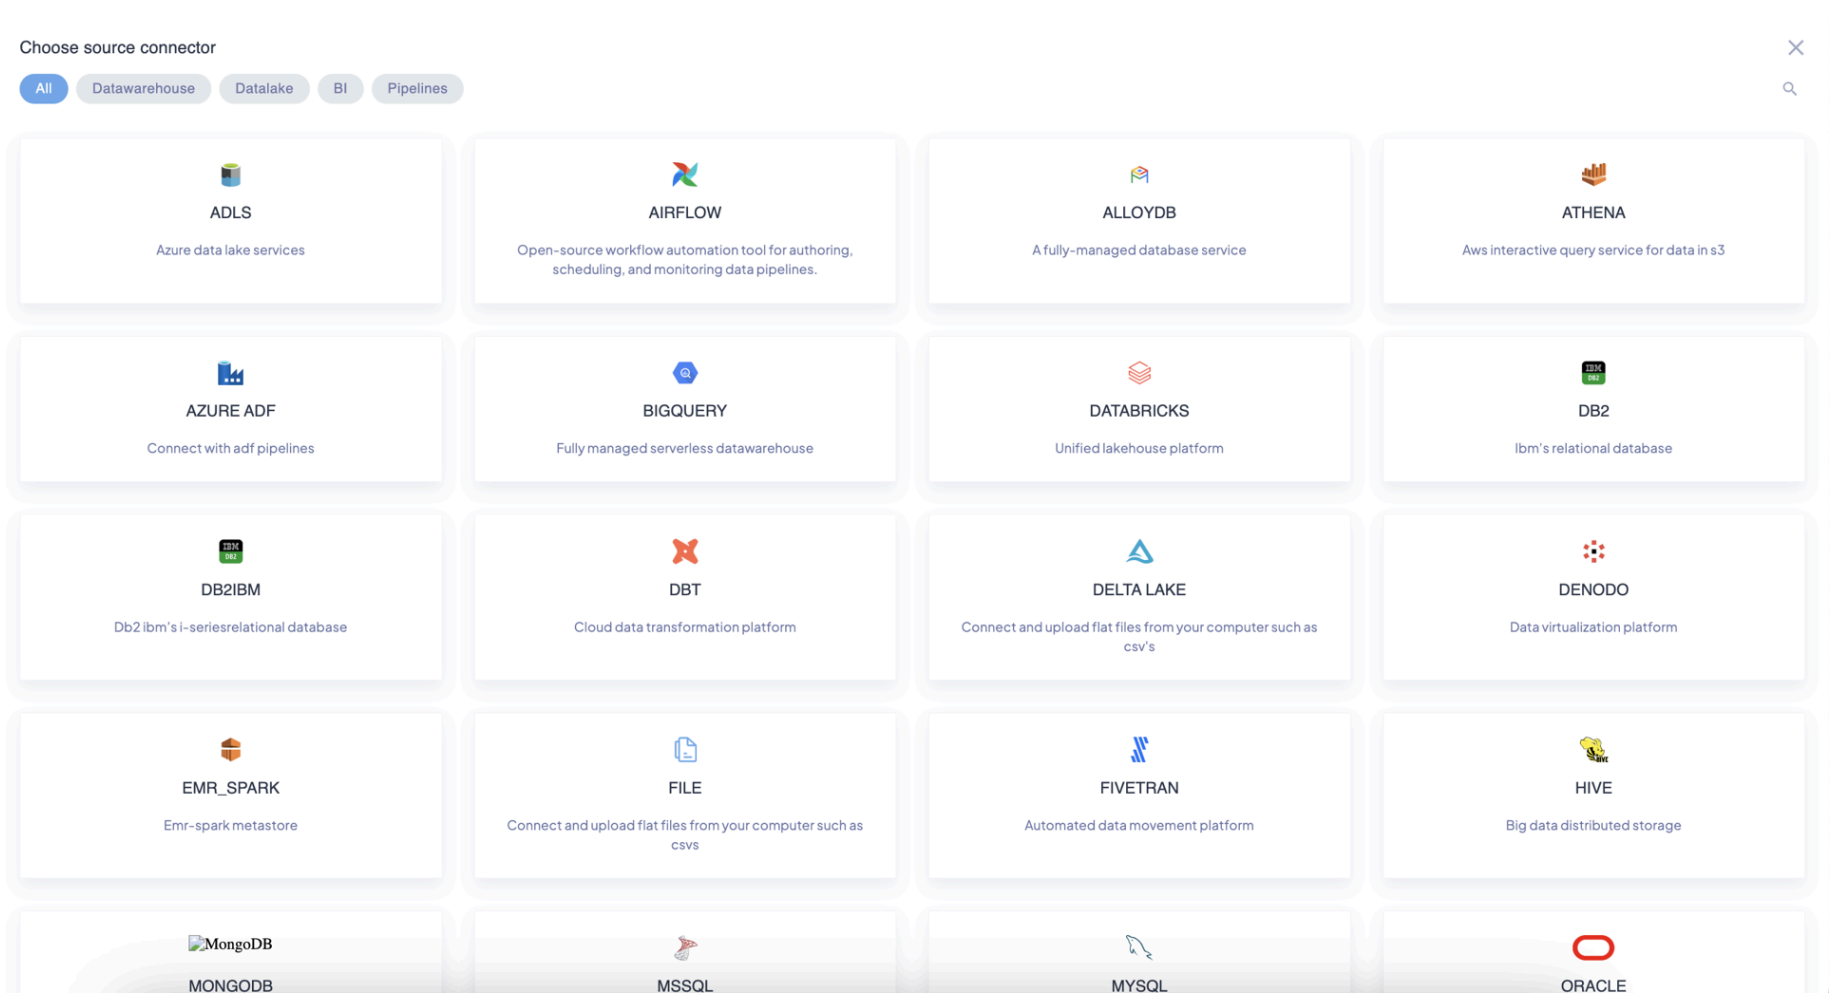 Choose source connector
All
Datawarehouse
Datalake
BI
Pipelines
ADLS
Azure data lake services
AIRFLOW
Open-source workflow automation tool for authoring,
scheduling, and monitoring data pipelines.
ALLOYDB
A fully-managed database service
ATHENA
Aws interactive query service for data in s3
AZURE ADF
Connect with adf pipelines
BIGQUERY
Fully managed serverless datawarehouse
DATABRICKS
Unified lakehouse platform
IBM
DB2
DB2
Ibm's relational database
IBM
DB2
DB2IBM
Db2 ibm's i-seriesrelational database
DBT
Cloud data transformation platform
DELTA LAKE
Connect and upload flat files from your computer such as
csv's
DENODO
Data virtualization platform
EMR_SPARK
Emr-spark metastore
FILE
Connect and upload flat files from your computer such as
csvs
FIVETRAN
Automated data movement platform
HIVE
HIVE
Big data distributed storage
MongoDB
MONGODB
MSSQL
MYSQL
ORACLE